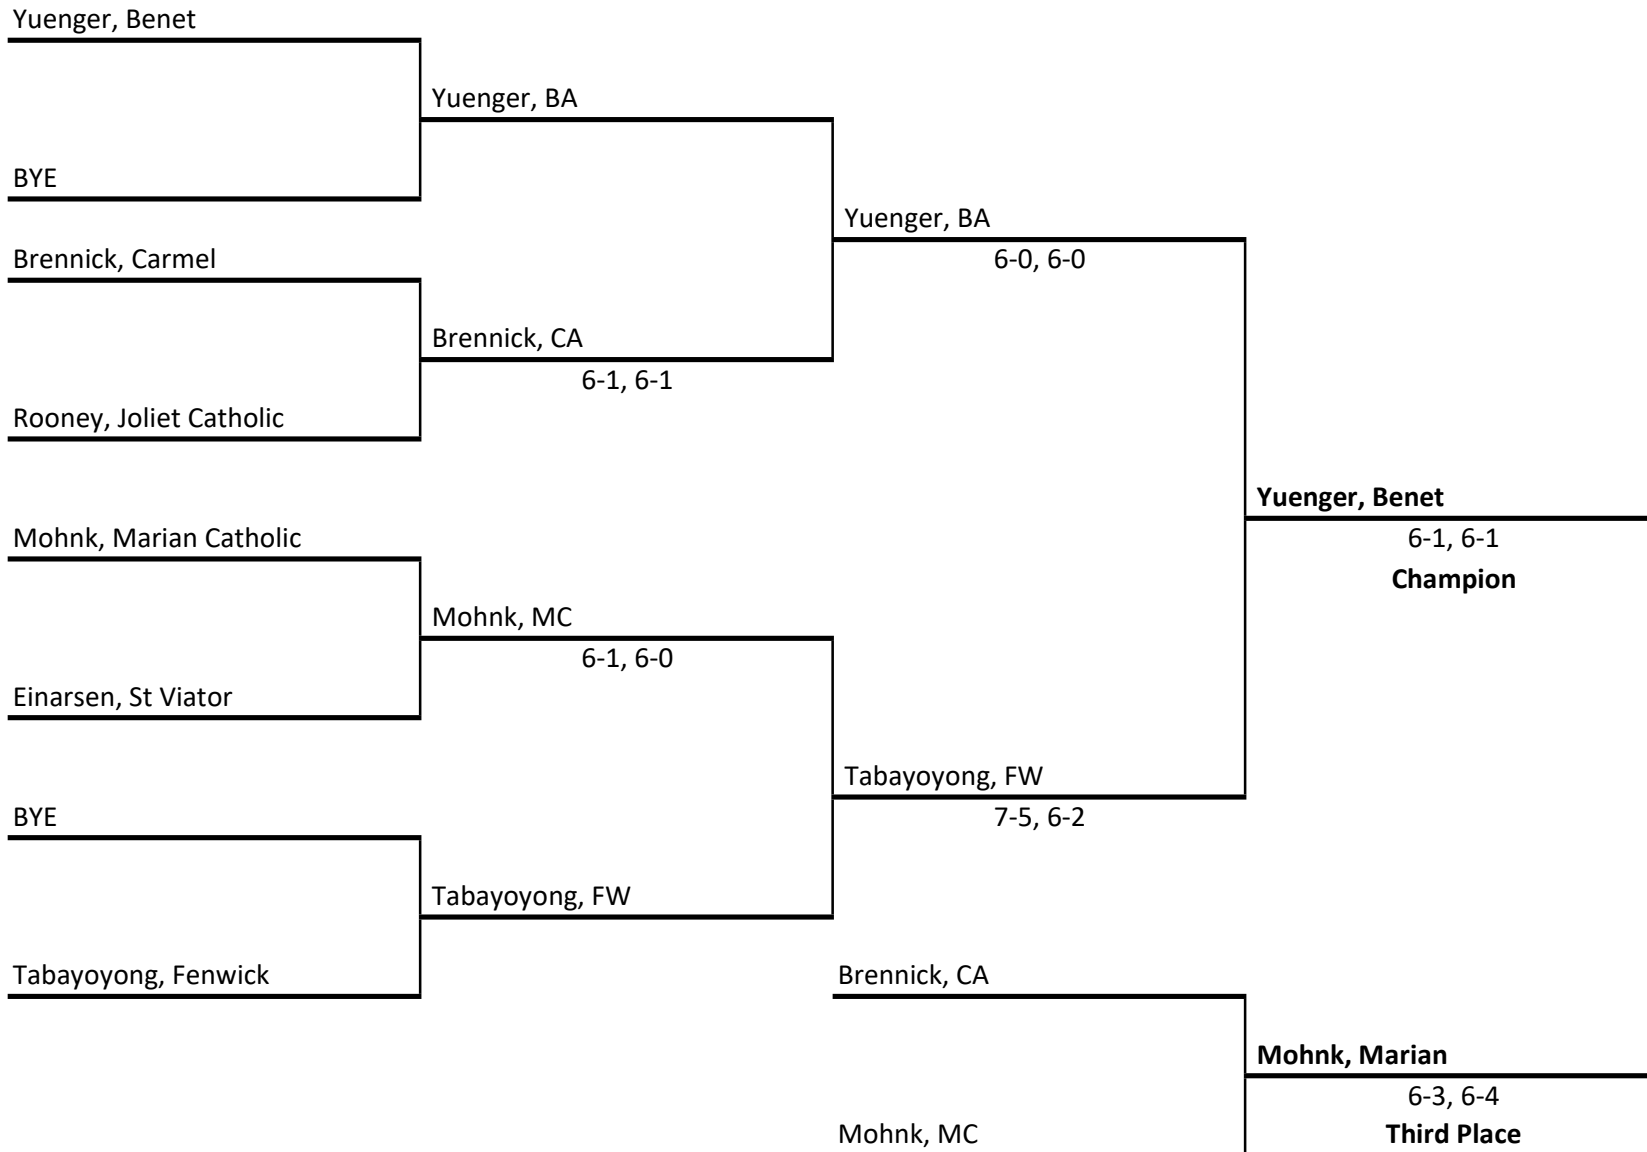 Yuenger, Benet
Yuenger, BA
BYE
Yuenger, BA
6-0, 6-0
Brennick, Carmel
Brennick, CA
6-1, 6-1
Rooney, Joliet Catholic
Yuenger, Benet
6-1, 6-1
Champion
Mohnk, Marian Catholic
Mohnk, MC
6-1, 6-0
Einarsen, St Viator
Tabayoyong, FW
7-5, 6-2
BYE
Tabayoyong, FW
Tabayoyong, Fenwick
Brennick, CA
Mohnk, Marian
6-3, 6-4
Mohnk, MC
Third Place